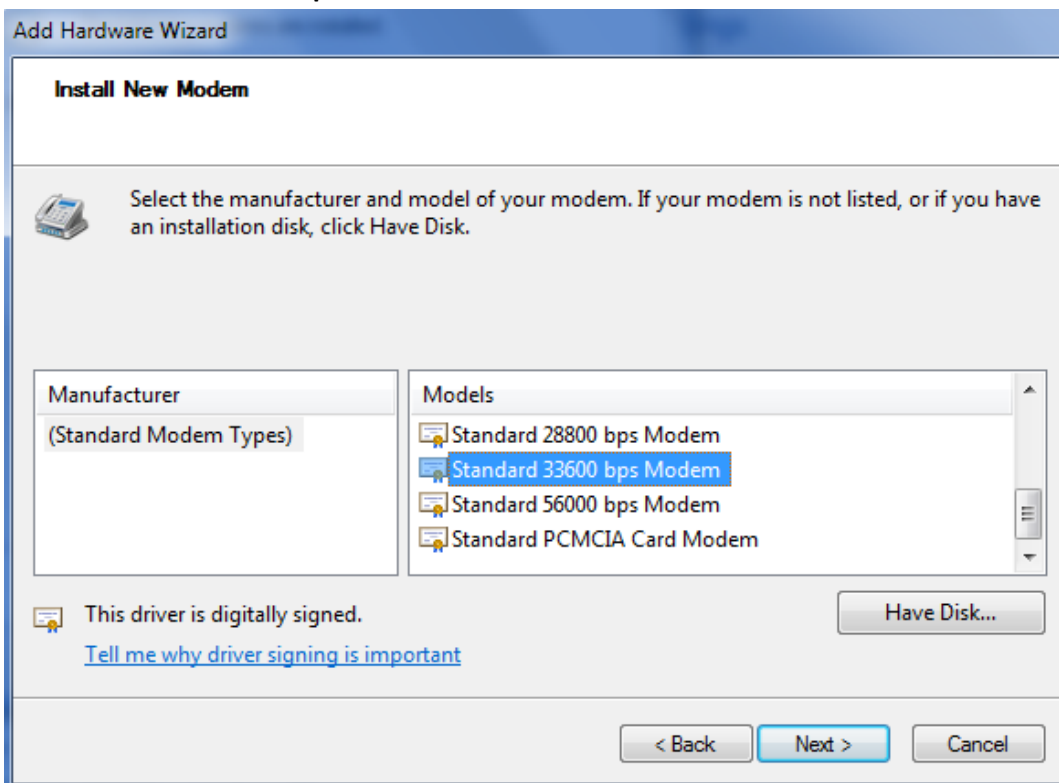 Add Hardware Wizard
Install New Modem
Select the manufacturer and model of your modem. If your modem is not listed, or if you have
an installation disk, click Have Disk.
Manufacturer
(Standard Modem Types)
Models
Standard 28800 bps Modem
Standard 33600 bps Modem
Standard 56000 bps Modem
Standard PCMCIA Card Modem
This driver is digitally signed.
Have Disk...
Tell me why driver signing is important
< Back
Next >
Cancel